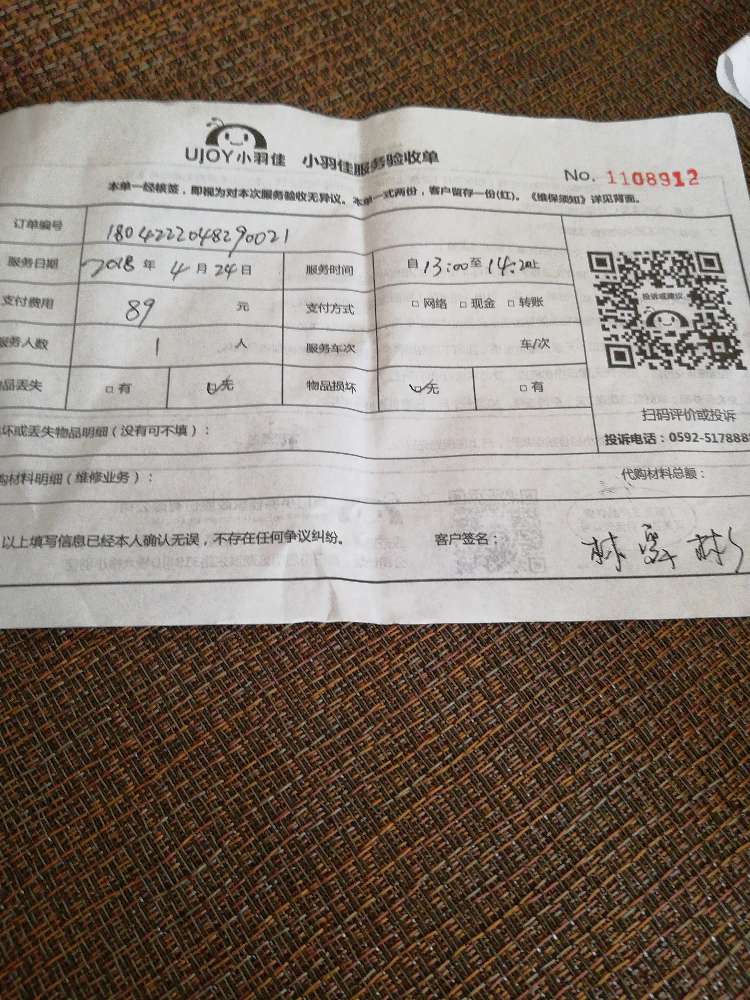 UJOY小羽佳 小羽佳服务验收单
No. 1108912
本单一经核签，即视为对本次服务验收无异议。本单一式两份，客户留存一份(红)。《维保须知》详见背面。
订单编号 1804222048290021
服务日期 2018 年 4 月 24 日 服务时间 自 13:00 至 14:20止
支付费用 89 元 支付方式 □ 网络 □ 现金 □ 转账
服务人数 1 人 服务车次 车/次
品丢失 □ 有 ☑ 无 物品损坏 ☑ 无 □ 有
投诉或建议
扫码评价或投诉
投诉电话：0592-517888
坏或丢失物品明细（没有可不填）：
购材料明细（维修业务）： 代购材料总额：
以上填写信息已经本人确认无误，不存在任何争议纠纷。 客户签名：